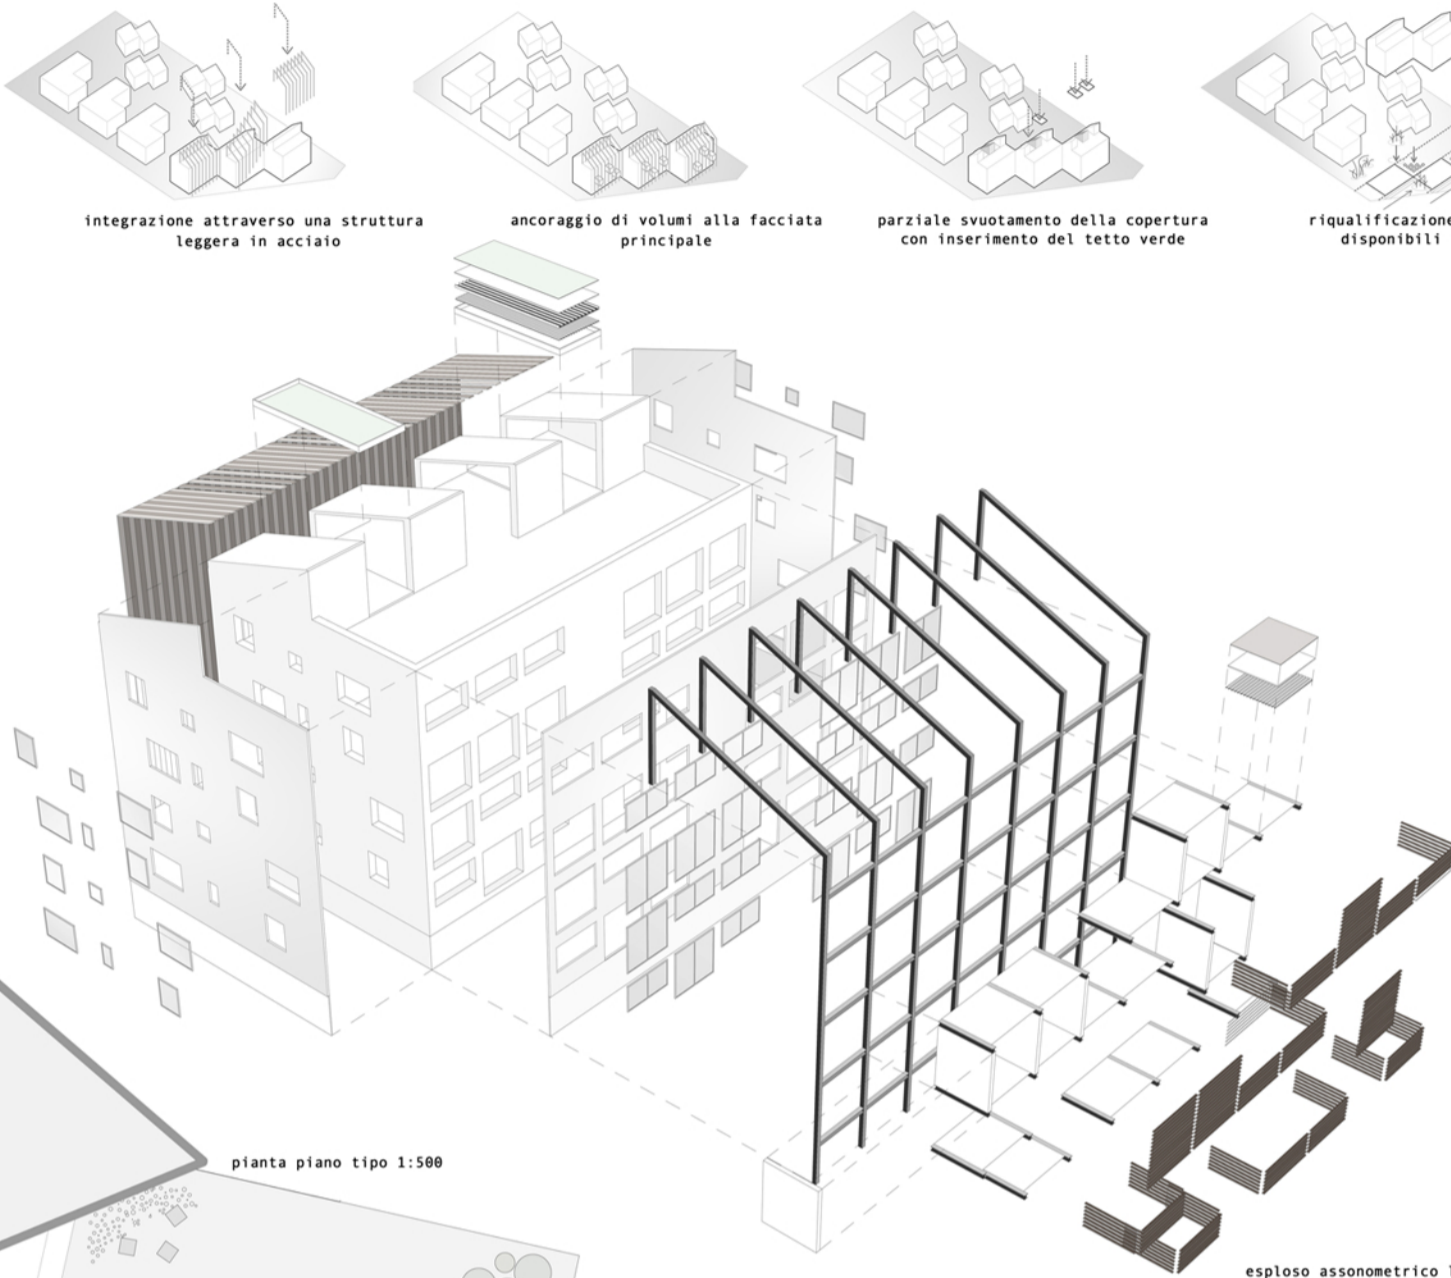 integrazione attraverso una struttura
leggera in acciaio
ancoraggio di volumi alla facciata
principale
parziale svuotamento della copertura
con inserimento del tetto verde
riqualificazione
disponibili
pianta piano tipo 1:500
esploso assonometrico